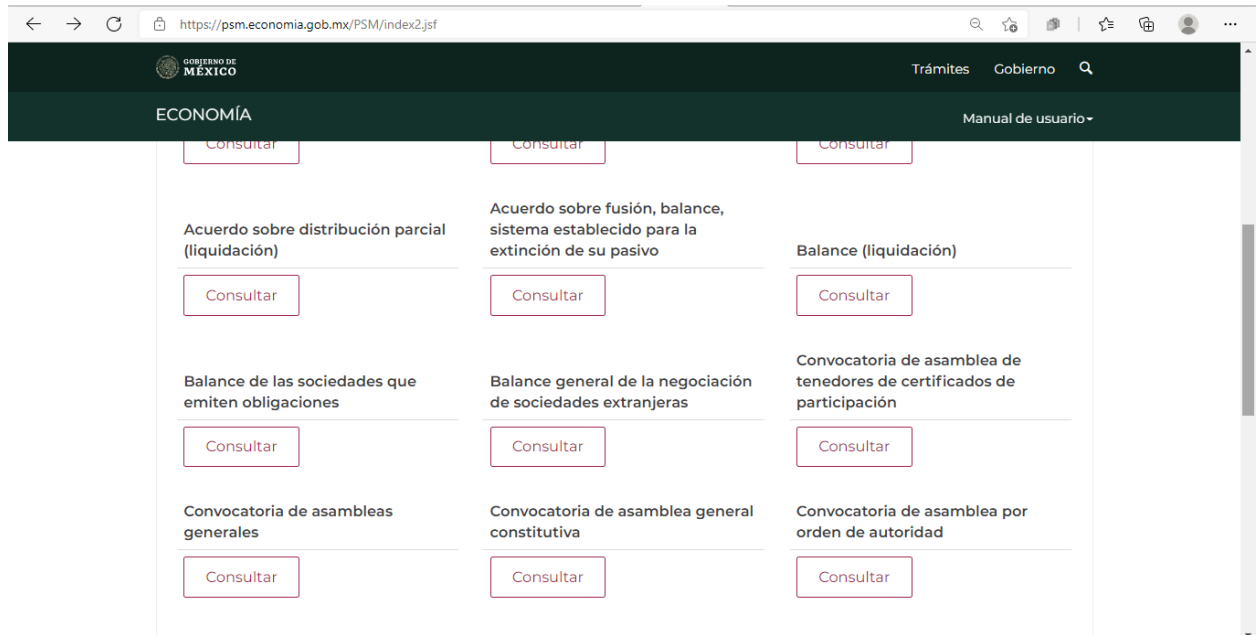 https://psm.economia.gob.mx/PSM/index2.jsf
GOBIERNO DE
MÉXICO
Trámites Gobierno
ECONOMÍA
Manual de usuario
Consultar Consultar Consultar
Acuerdo sobre distribución parcial
(liquidación)
Acuerdo sobre fusión, balance,
sistema establecido para la
extinción de su pasivo
Balance (liquidación)
Consultar Consultar Consultar
Balance de las sociedades que
emiten obligaciones
Balance general de la negociación
de sociedades extranjeras
Convocatoria de asamblea de
tenedores de certificados de
participación
Consultar Consultar Consultar
Convocatoria de asambleas
generales
Convocatoria de asamblea general
constitutiva
Convocatoria de asamblea por
orden de autoridad
Consultar Consultar Consultar